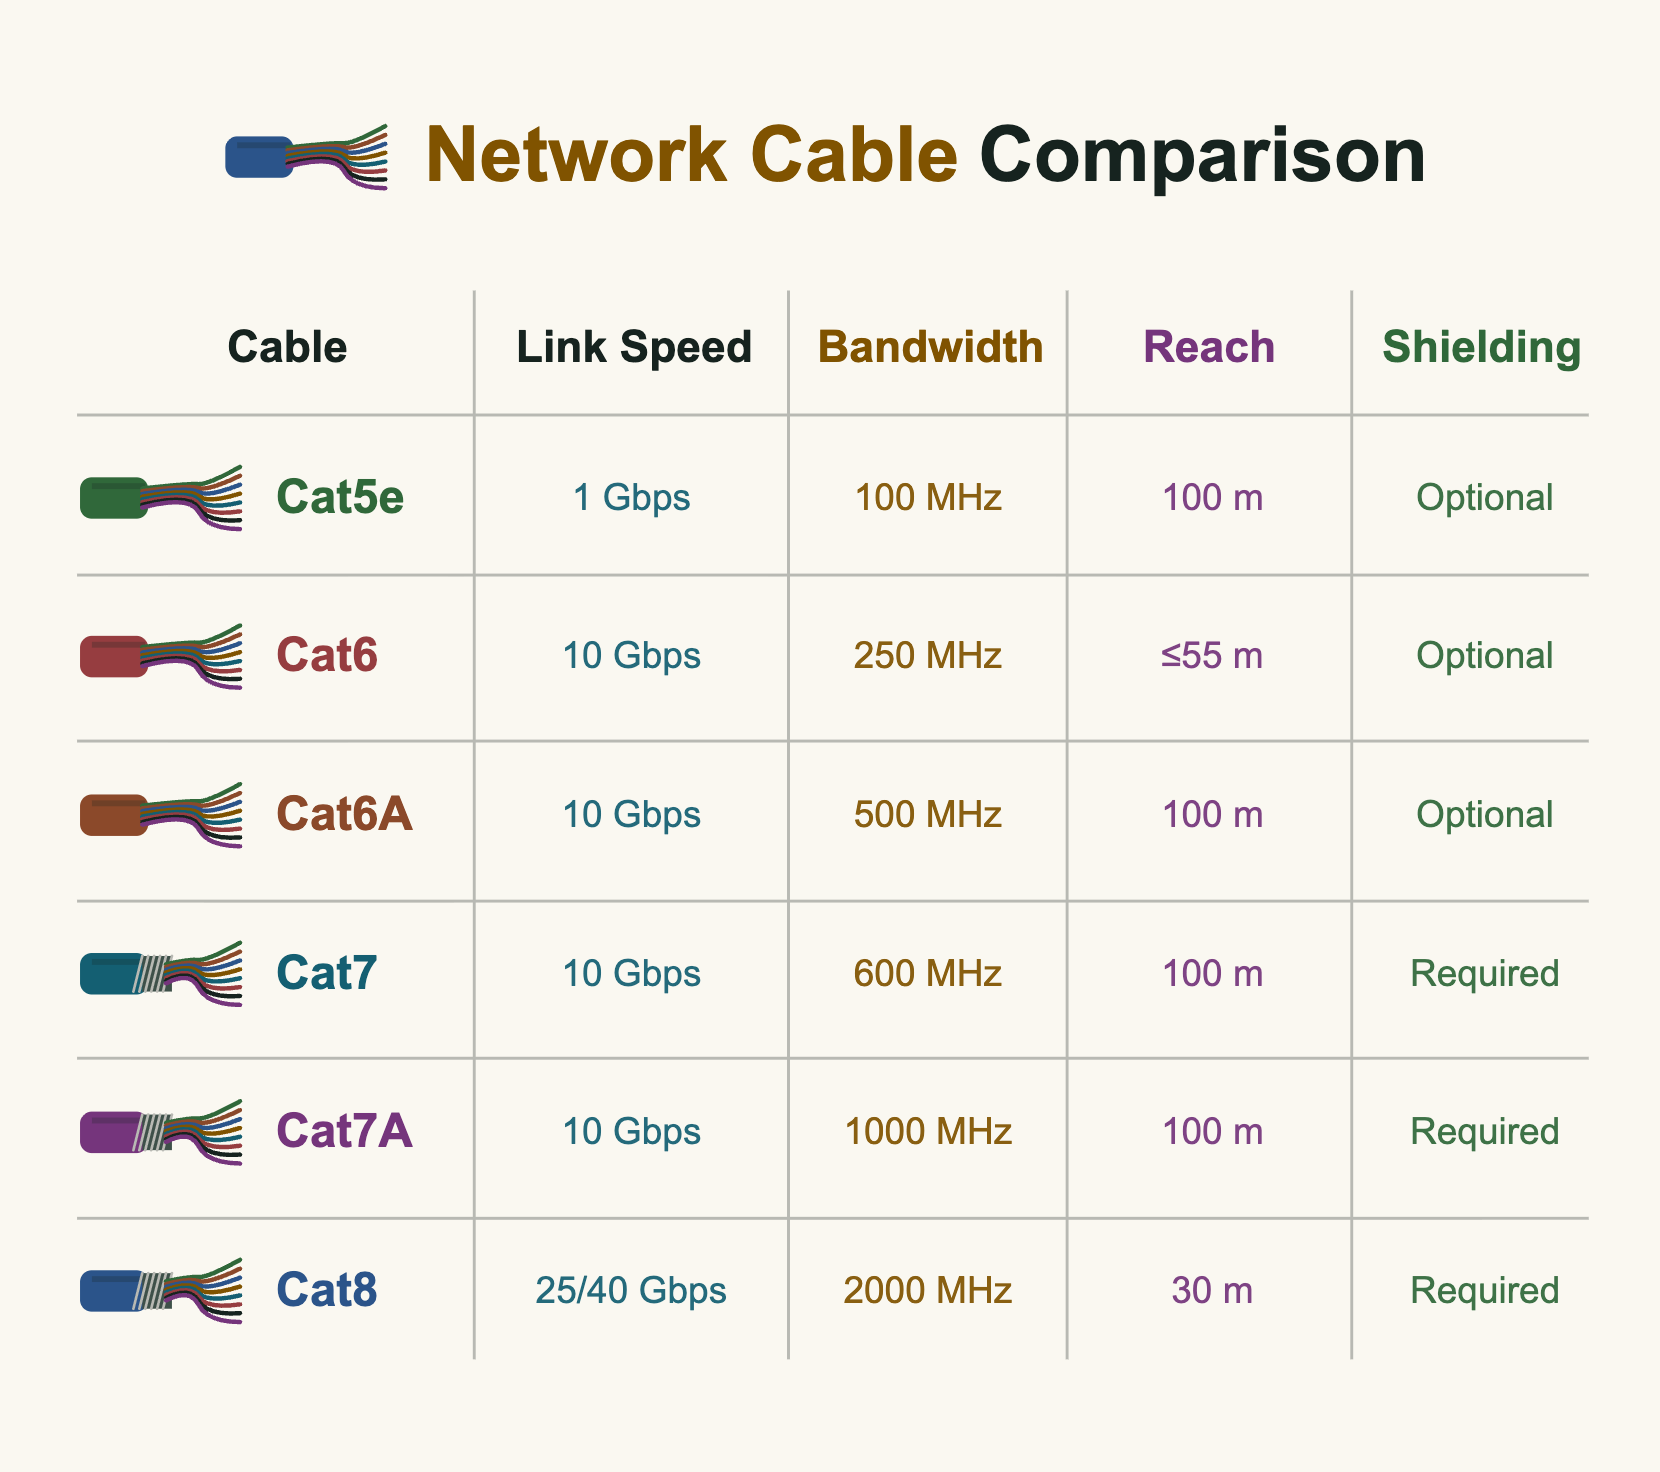 Network Cable Comparison
Cable Link Speed Bandwidth Reach Shielding
Cat5e 1 Gbps 100 MHz 100 m Optional
Cat6 10 Gbps 250 MHz ≤55 m Optional
Cat6A 10 Gbps 500 MHz 100 m Optional
Cat7 10 Gbps 600 MHz 100 m Required
Cat7A 10 Gbps 1000 MHz 100 m Required
Cat8 25/40 Gbps 2000 MHz 30 m Required